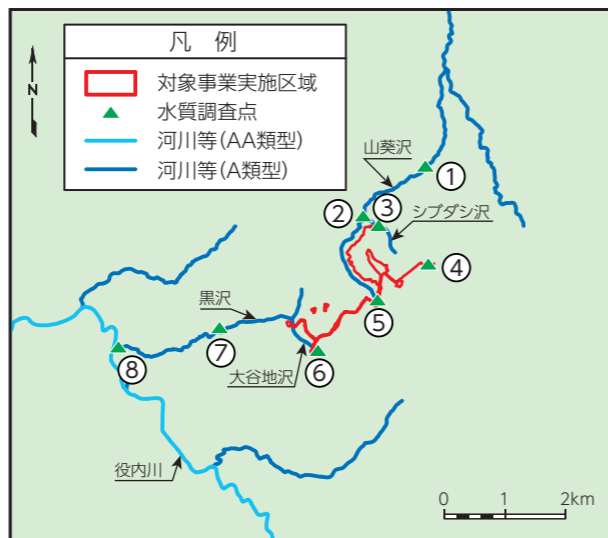 凡 例
対象事業実施区域
水質調査点
河川等(AA類型)
河川等(A類型)
N
山葵沢
①
②
③
シブダシ沢
④
⑤
黒沢
⑦
⑧
大谷地沢
⑥
役内川
0 1 2km